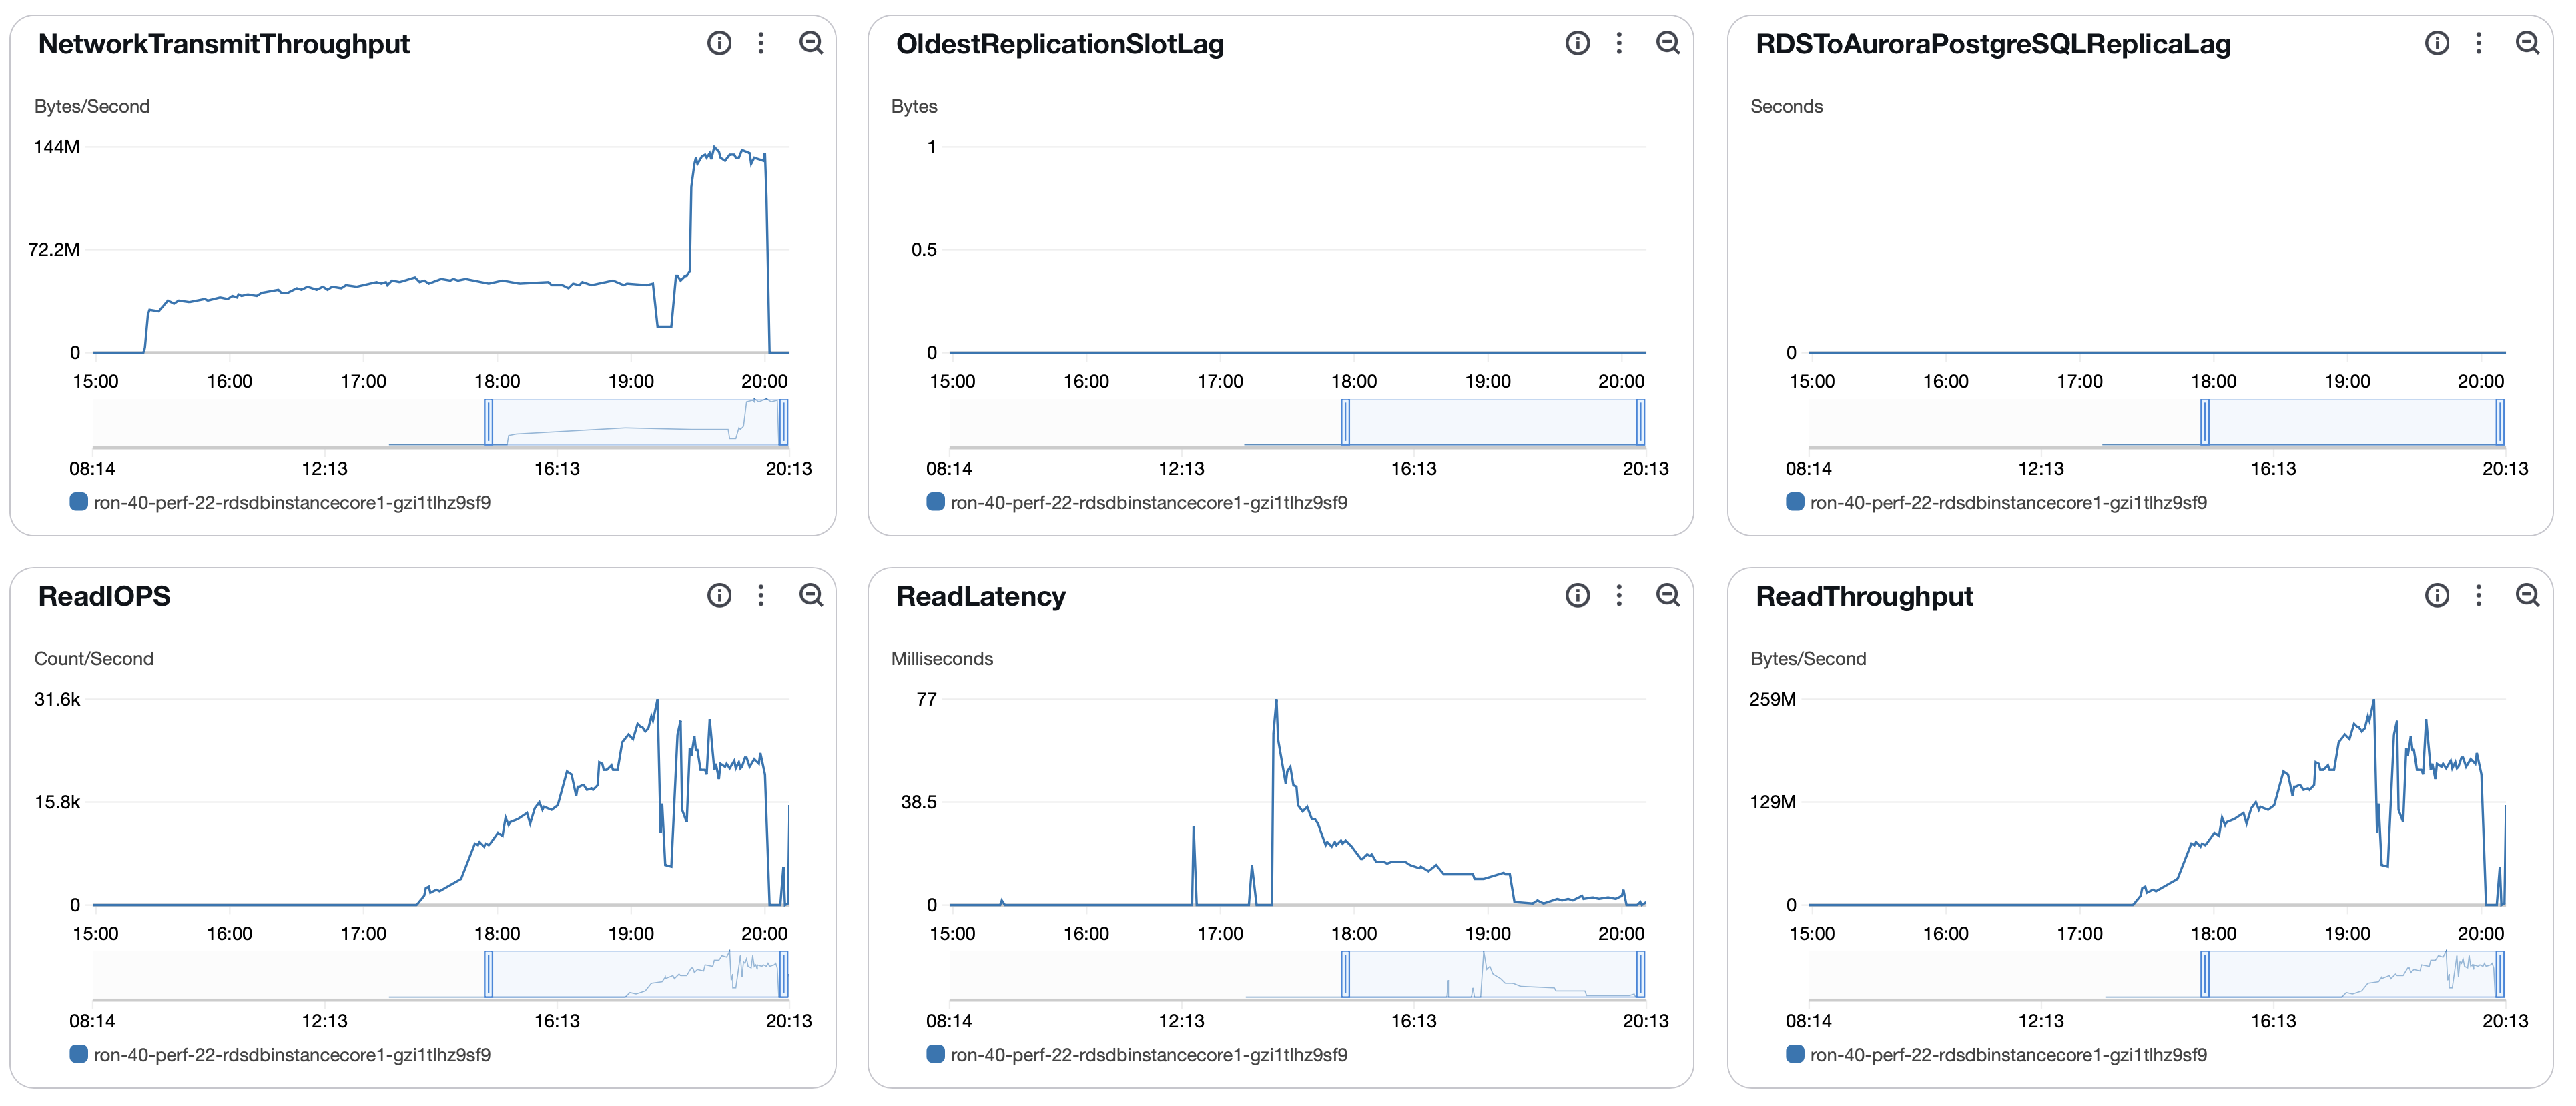 NetworkTransmitThroughput
Bytes/Second
144M
72.2M
0
15:00 16:00 17:00 18:00 19:00 20:00
08:14 12:13 16:13 20:13
ron-40-perf-22-rdsdbinstancecore1-gzi1tlhz9sf9
OldestReplicationSlotLag
Bytes
1
0.5
0
15:00 16:00 17:00 18:00 19:00 20:00
08:14 12:13 16:13 20:13
ron-40-perf-22-rdsdbinstancecore1-gzi1tlhz9sf9
RDSToAuroraPostgreSQLReplicaLag
Seconds
0
15:00 16:00 17:00 18:00 19:00 20:00
08:14 12:13 16:13 20:13
ron-40-perf-22-rdsdbinstancecore1-gzi1tlhz9sf9
ReadIOPS
Count/Second
31.6k
15.8k
0
15:00 16:00 17:00 18:00 19:00 20:00
08:14 12:13 16:13 20:13
ron-40-perf-22-rdsdbinstancecore1-gzi1tlhz9sf9
ReadLatency
Milliseconds
77
38.5
0
15:00 16:00 17:00 18:00 19:00 20:00
08:14 12:13 16:13 20:13
ron-40-perf-22-rdsdbinstancecore1-gzi1tlhz9sf9
ReadThroughput
Bytes/Second
259M
129M
0
15:00 16:00 17:00 18:00 19:00 20:00
08:14 12:13 16:13 20:13
ron-40-perf-22-rdsdbinstancecore1-gzi1tlhz9sf9